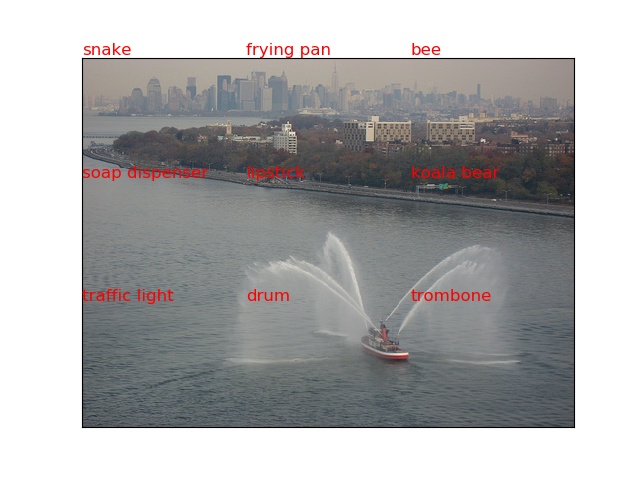 snake frying pan bee
soap dispenser lipstick koala bear
traffic light drum trombone